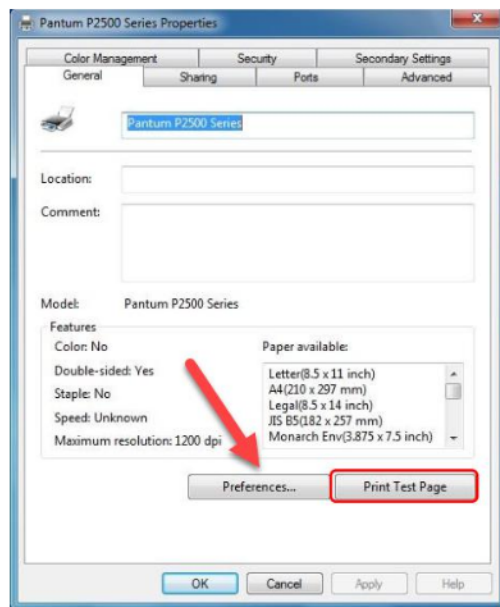 Pantum P2500 Series Properties
Color Management Security Secondary Settings
General Sharing Ports Advanced
Pantum P2500 Series
Location:
Comment:
Model: Pantum P2500 Series
Features
Color: No
Double-sided: Yes
Staple: No
Speed: Unknown
Maximum resolution: 1200 dpi
Paper available:
Letter(8.5 x 11 inch)
A4(210 x 297 mm)
Legal(8.5 x 14 inch)
JIS B5(182 x 257 mm)
Monarch Env(3.875 x 7.5 inch)
Preferences... Print Test Page
OK Cancel Apply Help